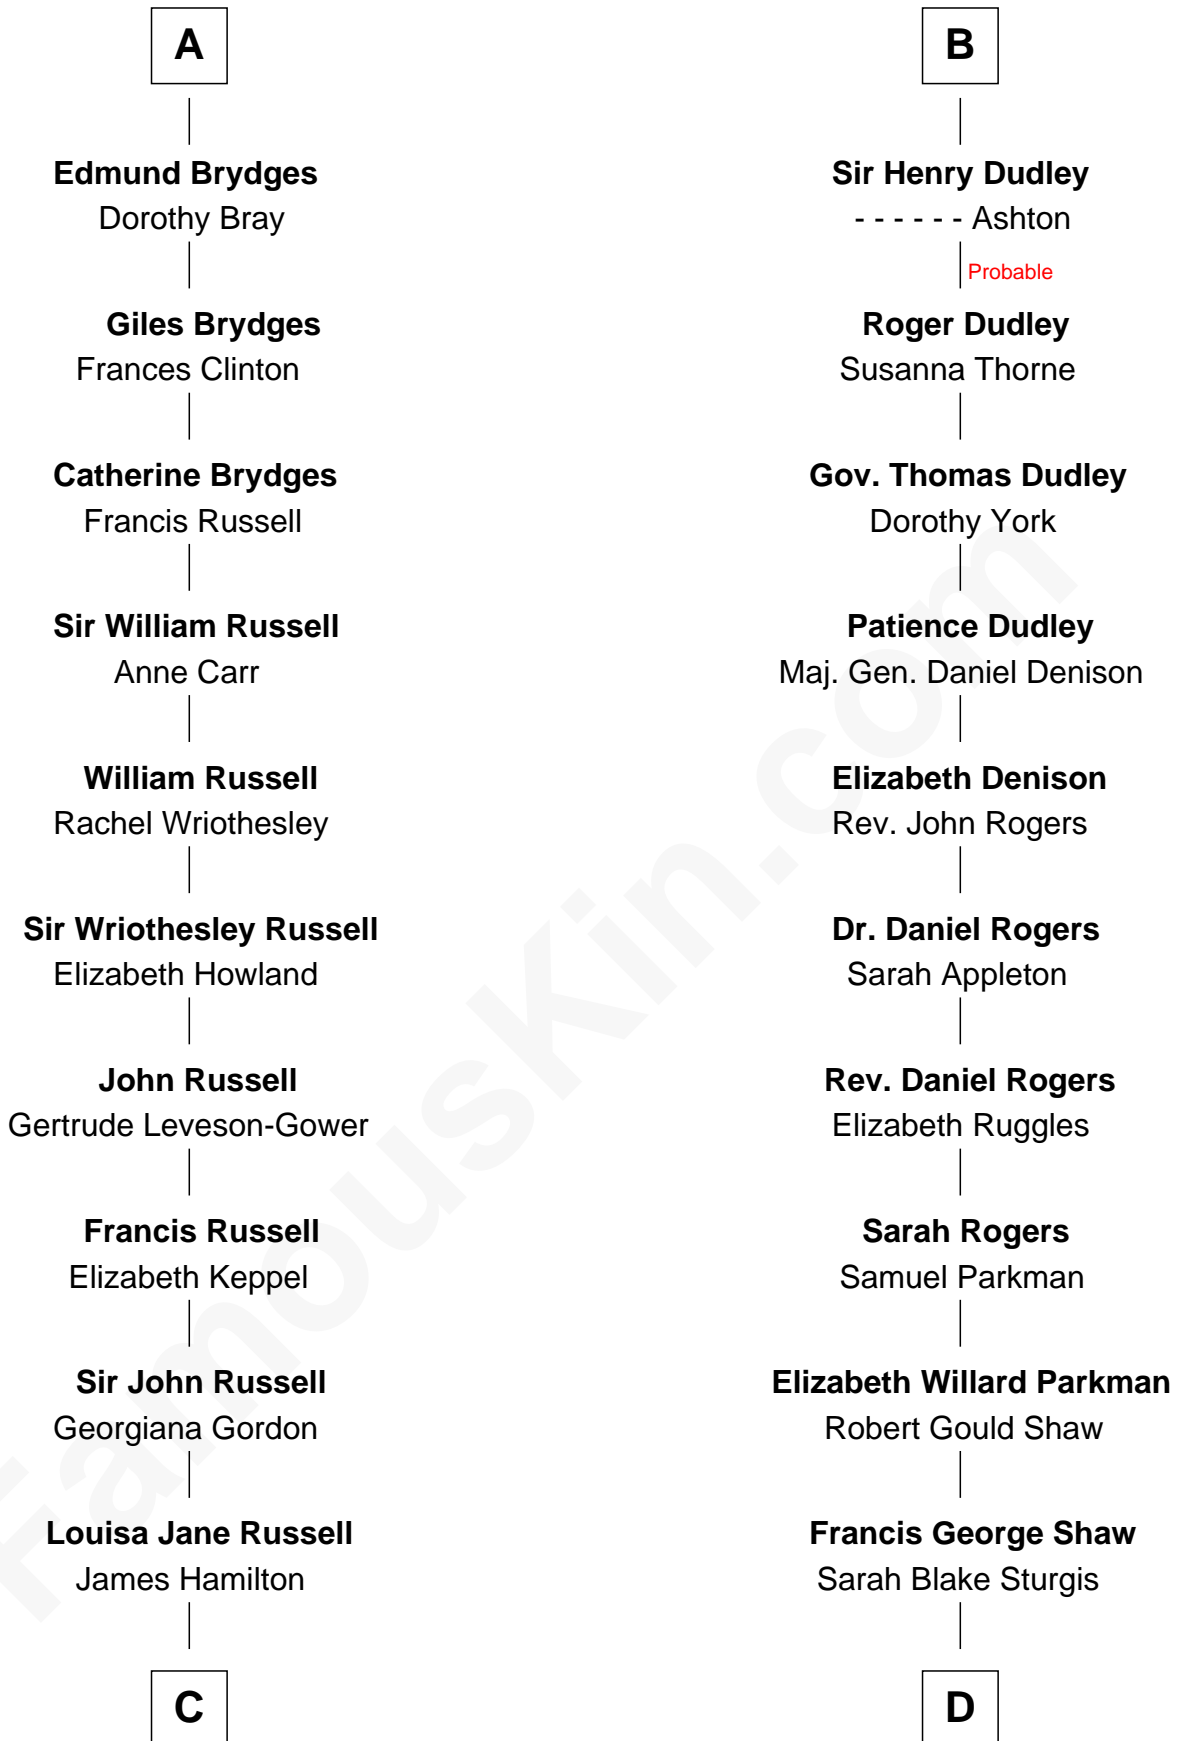 A
Edmund Brydges
Dorothy Bray
Giles Brydges
Frances Clinton
Catherine Brydges
Francis Russell
Sir William Russell
Anne Carr
William Russell
Rachel Wriothesley
Sir Wriothesley Russell
Elizabeth Howland
John Russell
Gertrude Leveson-Gower
Francis Russell
Elizabeth Keppel
Sir John Russell
Georgiana Gordon
Louisa Jane Russell
James Hamilton
C
B
Sir Henry Dudley
- - - - - - Ashton
Probable
Roger Dudley
Susanna Thorne
Gov. Thomas Dudley
Dorothy York
Patience Dudley
Maj. Gen. Daniel Denison
Elizabeth Denison
Rev. John Rogers
Dr. Daniel Rogers
Sarah Appleton
Rev. Daniel Rogers
Elizabeth Ruggles
Sarah Rogers
Samuel Parkman
Elizabeth Willard Parkman
Robert Gould Shaw
Francis George Shaw
Sarah Blake Sturgis
D
FamousKin.com